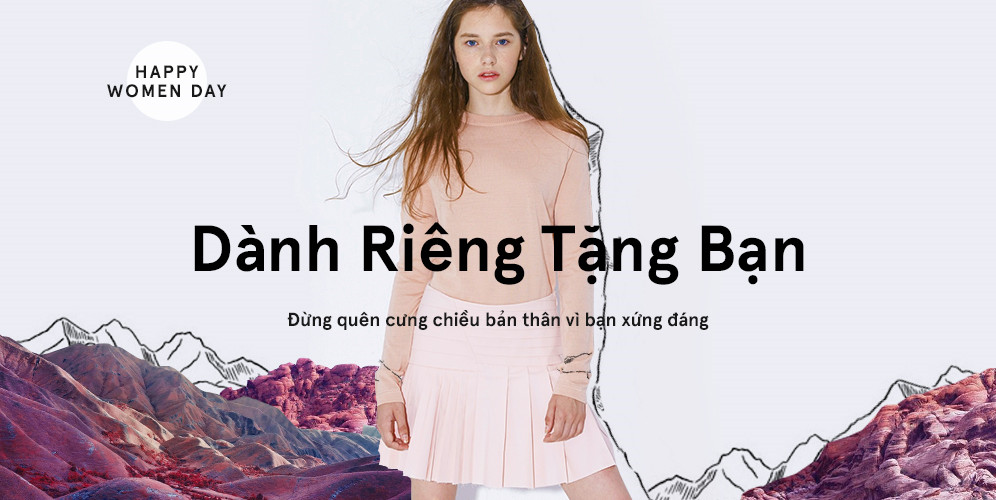 HAPPY
WOMEN DAY
Dành Riêng Tặng Bạn
Đừng quên cưng chiều bản thân vì bạn xứng đáng